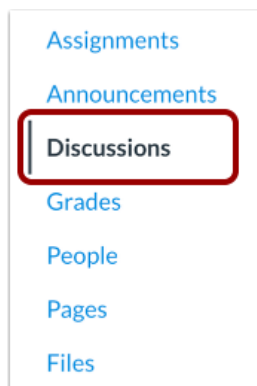 Assignments
Announcements
Discussions
Grades
People
Pages
Files